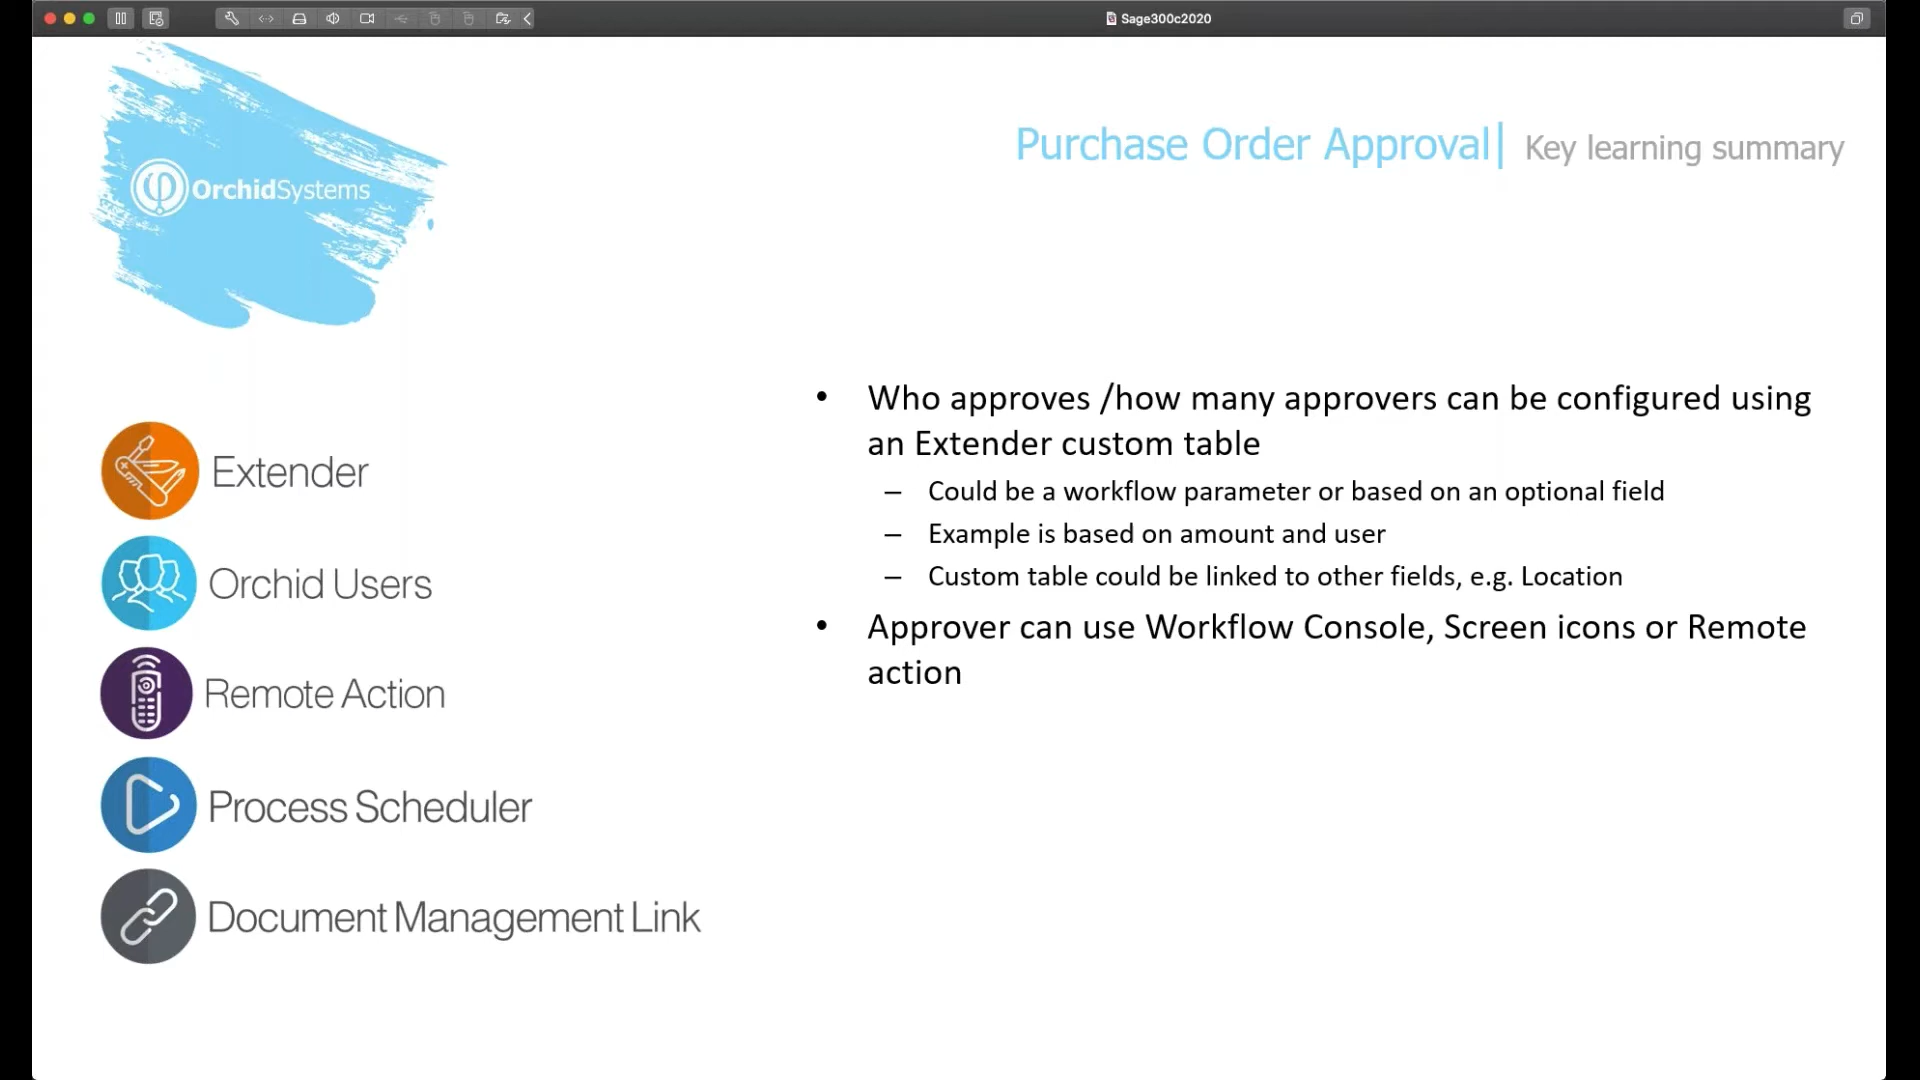 Sage300c2020
OrchidSystems
Purchase Order Approval| Key learning summary
• Who approves /how many approvers can be configured using
an Extender custom table
– Could be a workflow parameter or based on an optional field
– Example is based on amount and user
– Custom table could be linked to other fields, e.g. Location
• Approver can use Workflow Console, Screen icons or Remote
action
Extender
Orchid Users
Remote Action
Process Scheduler
Document Management Link